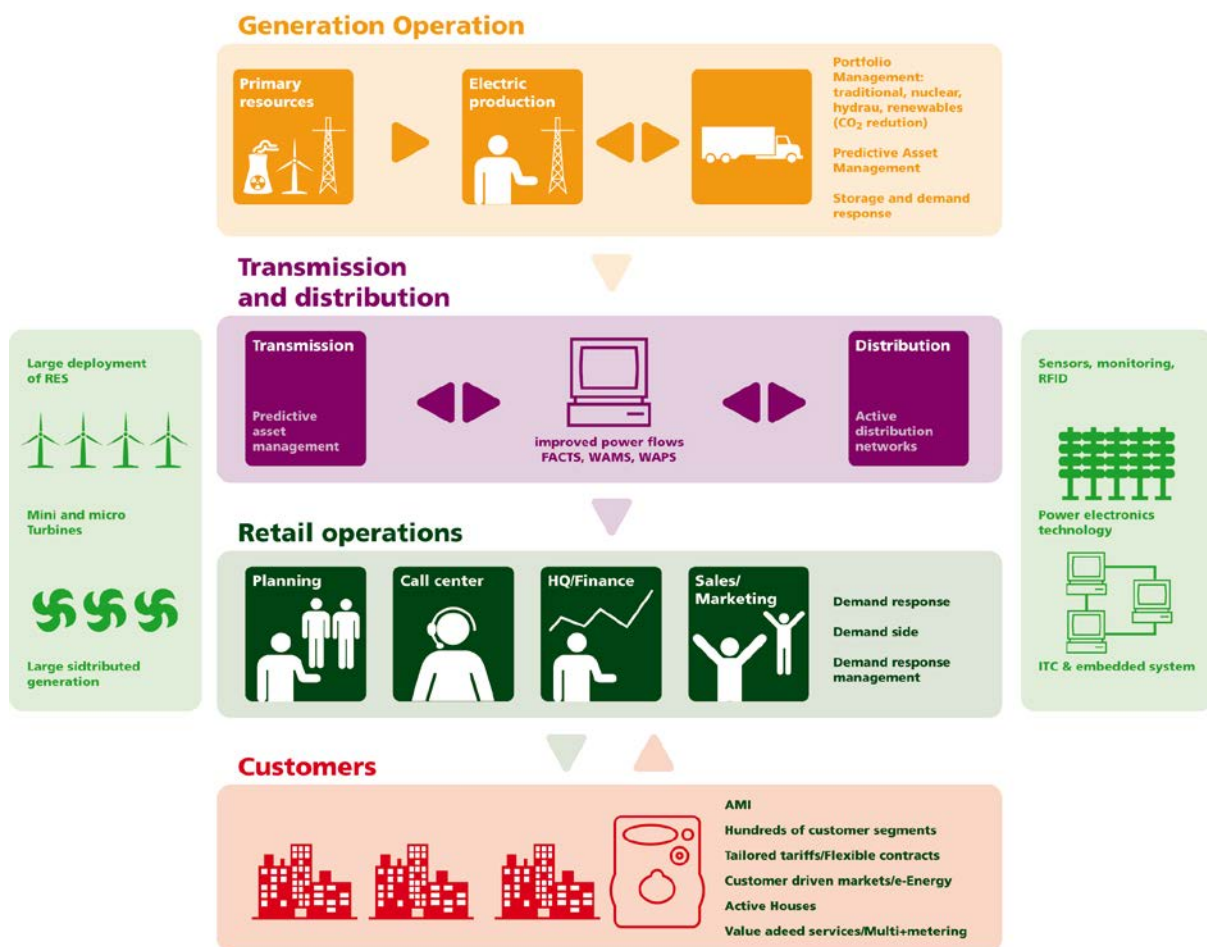 Generation Operation
Primary
resources
Electric
production
Portfolio
Management:
traditional, nuclear,
hydrau, renewables
(CO₂ redution)
Predictive Asset
Management
Storage and demand
response
Transmission
and distribution
Large deployment
of RES
Mini and micro
Turbines
Large sidtributed
generation
Transmission
Predictive
asset
management
improved power flows
FACTS, WAMS, WAPS
Distribution
Active
distribution
networks
Sensors, monitoring,
RFID
Power electronics
technology
ITC & embedded system
Retail operations
Planning
Call center
HQ/Finance
Sales/
Marketing
Demand response
Demand side
Demand response
management
Customers
AMI
Hundreds of customer segments
Tailored tariffs/Flexible contracts
Customer driven markets/e-Energy
Active Houses
Value adeed services/Multi+metering